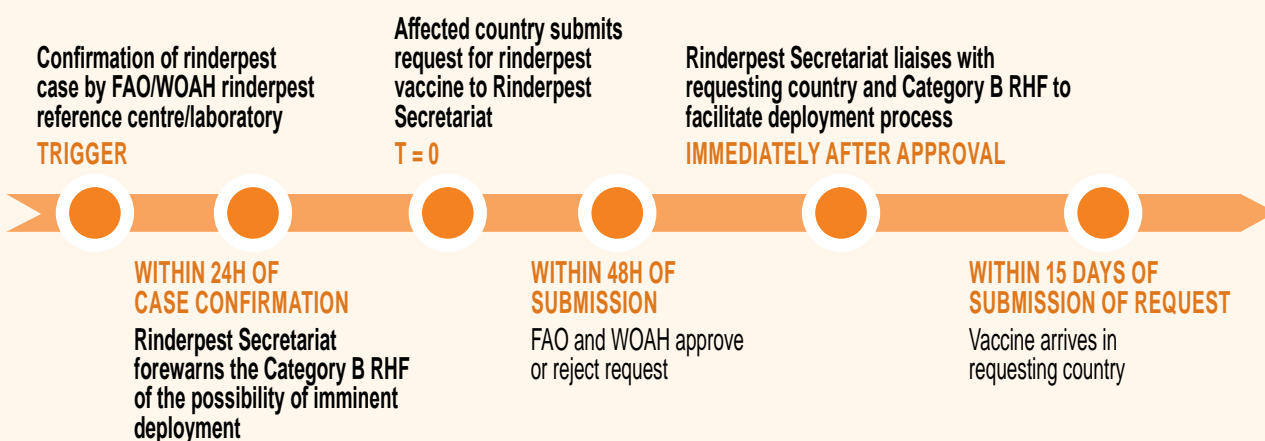 Confirmation of rinderpest
case by FAO/WOAH rinderpest
reference centre/laboratory
TRIGGER
WITHIN 24H OF
CASE CONFIRMATION
Rinderpest Secretariat
forewarns the Category B RHF
of the possibility of imminent
deployment
Affected country submits
request for rinderpest
vaccine to Rinderpest
Secretariat
T = 0
WITHIN 48H OF
SUBMISSION
FAO and WOAH approve
or reject request
Rinderpest Secretariat liaises with
requesting country and Category B RHF to
facilitate deployment process
IMMEDIATELY AFTER APPROVAL
WITHIN 15 DAYS OF
SUBMISSION OF REQUEST
Vaccine arrives in
requesting country